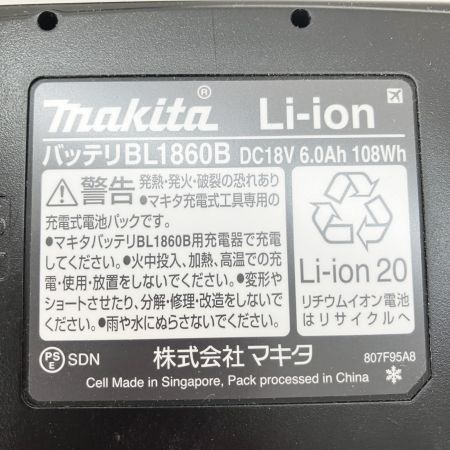 makita® Li-ion
バッテリBL1860B DC18V 6.0Ah 108Wh
警告 発熱・発火・破裂の恐れあり
●マキタ充電式工具専用の
充電式電池パックです。
●マキタバッテリBL1860B用充電器で充電
してください。●火中投入、加熱、高温での充
電・使用・放置をしないでください。●変形や
ショートさせたり、分解・修理・改造をしないで
ください。●雨や水にぬらさないでください。
Li-ion 20
リチウムイオン電池
はリサイクルへ
PS
E SDN 株式会社マキタ 807F95A8
Cell Made in Singapore, Pack processed in China